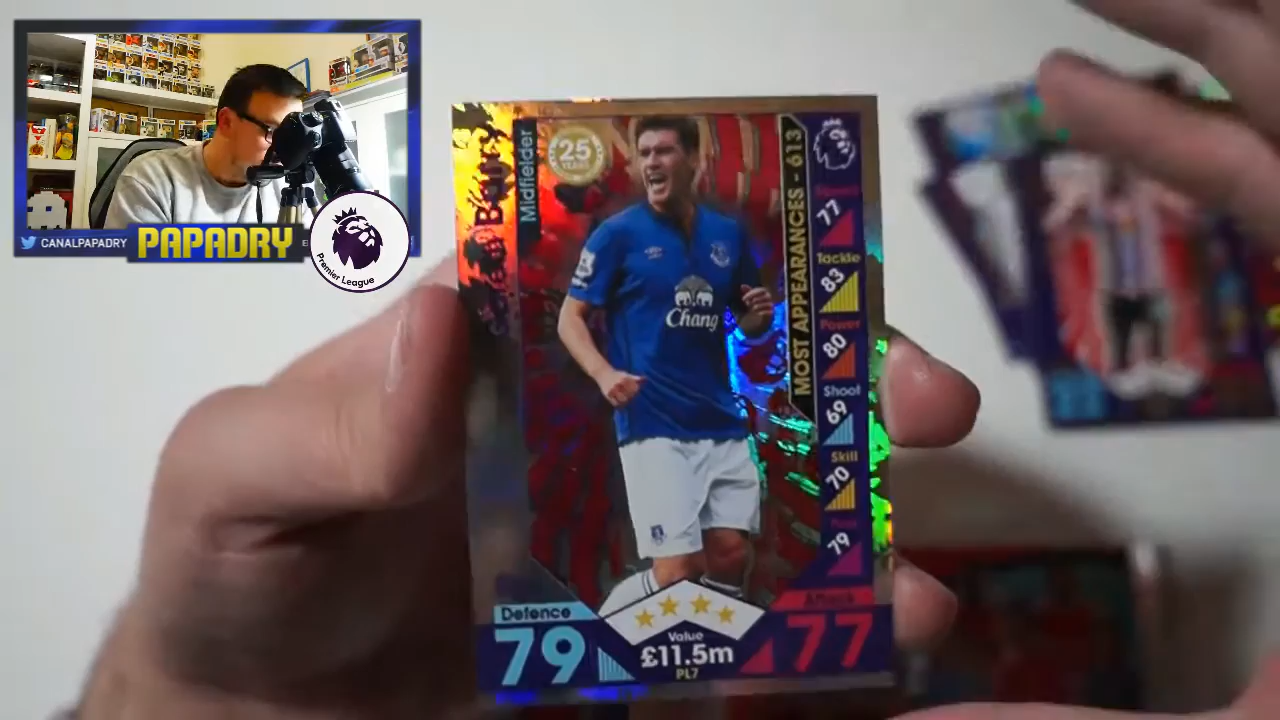 CANALPAPADRY
PAPADRY
Premier League
Barry
Midfielder
25
MOST APPEARANCES - 613
77
Tackle
83
Power
80
Shoot
69
Skill
70
79
Chang
Defence
79
Value
£11.5m
PL7
Attack
77